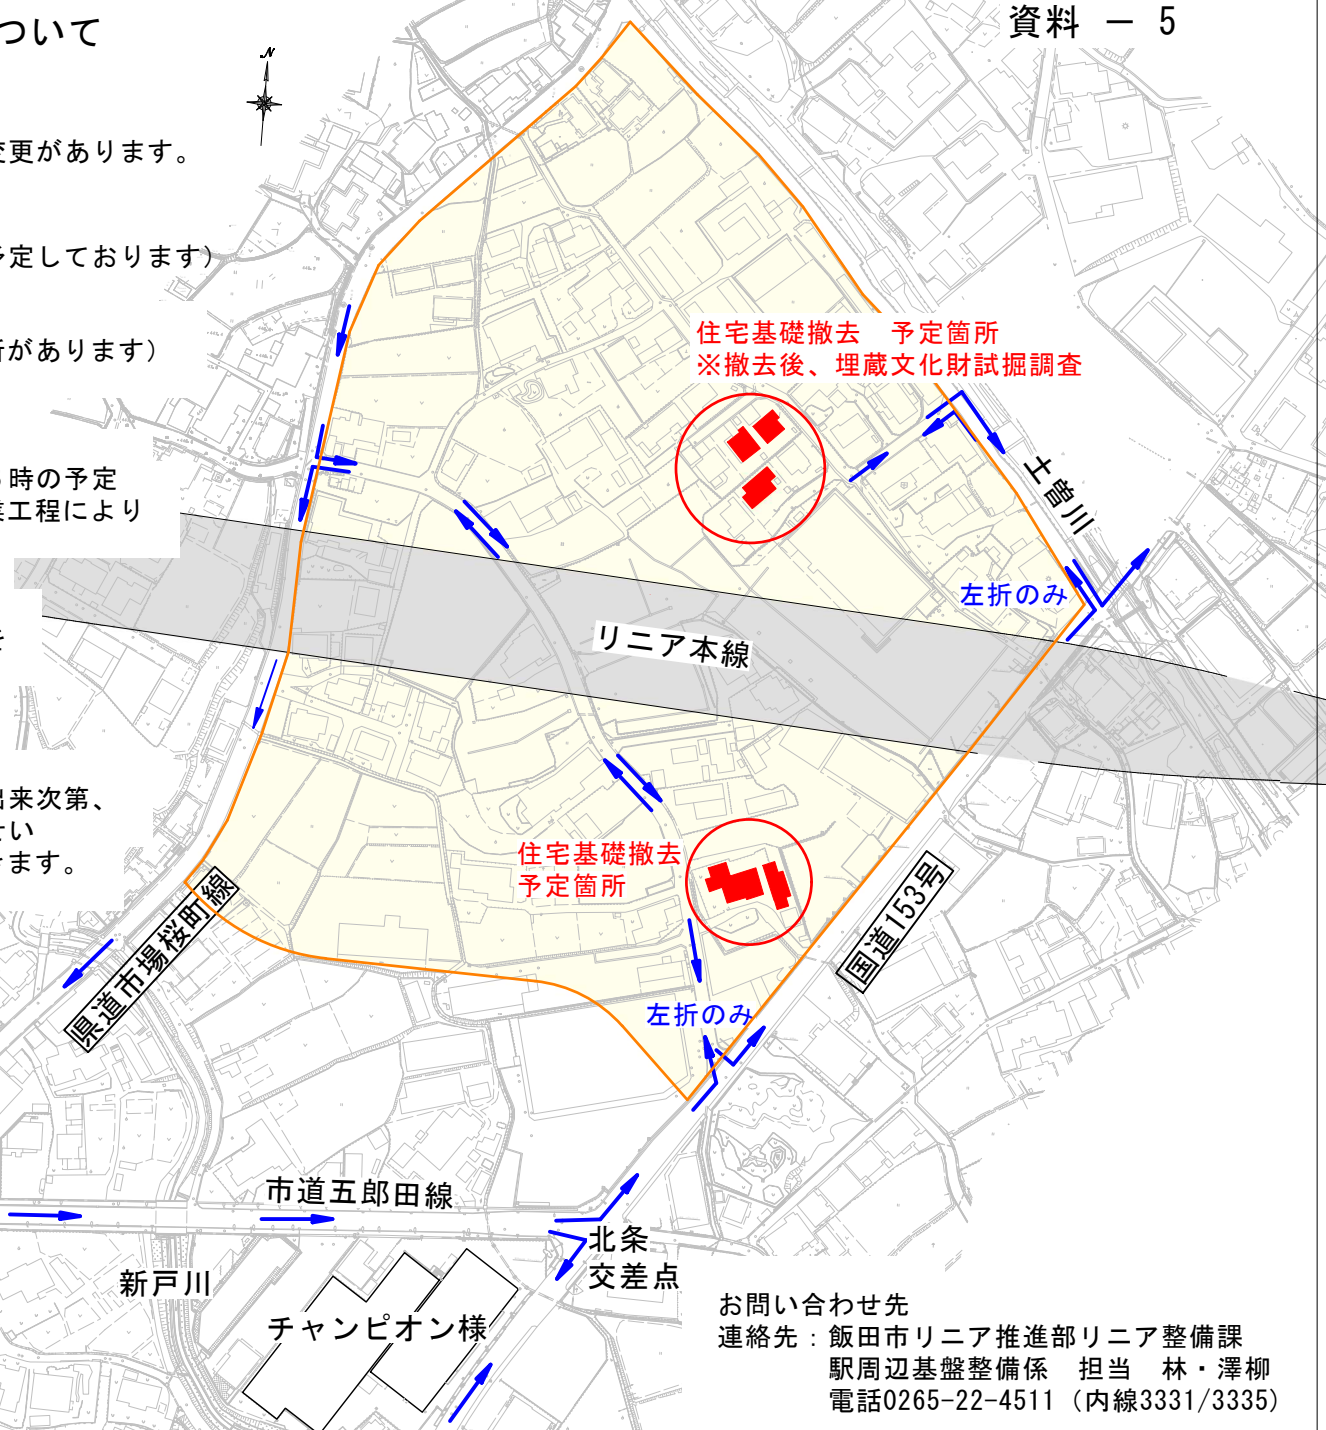 ついて
資料 － 5
N
変更があります。
予定しております）
所があります）
時の予定
業工程により
を
出来次第、
せい
きます。
住宅基礎撤去　予定箇所
※撤去後、埋蔵文化財試掘調査
土曽川
左折のみ
リニア本線
住宅基礎撤去
予定箇所
国道153号
県道市場桜町線
左折のみ
市道五郎田線
北条
交差点
新戸川
チャンピオン様
お問い合わせ先
連絡先：飯田市リニア推進部リニア整備課
駅周辺基盤整備係　担当　林・澤柳
電話0265-22-4511（内線3331/3335）